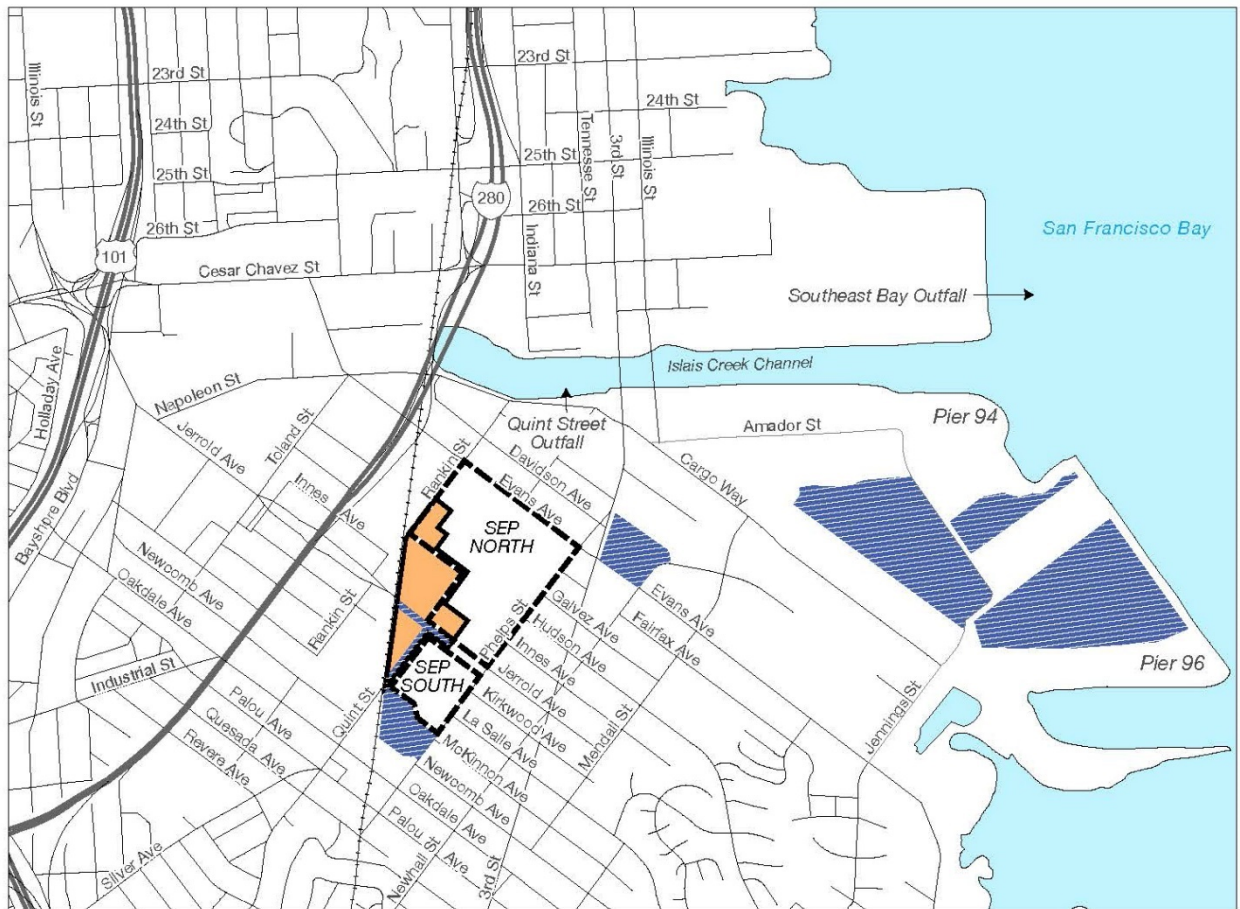 Illinois St
23rd St
23rd St
24th St
24th St
25th St
25th St
26th St
26th St
Tennesse St
3rd St
Illinois St
Indiana St
280
101
Cesar Chavez St
San Francisco Bay
Southeast Bay Outfall
Islais Creek Channel
Holladay Ave
Napoleon St
Jerrold Ave
Toland St
Innes Ave
Rankin St
Quint Street
Outfall
Davidson Ave
Evans Ave
Cargo Way
Amador St
Pier 94
Bayshre Blvd
SEP
NORTH
Newcomb Ave
Oakdale Ave
Rankin St
Industrial St
Galvez Ave
Hudson Ave
Innes Ave
Phelps St
Evans Ave
Fairfax Ave
SEP
SOUTH
Jerrold Ave
Kirkwood Ave
La Salle Ave
McKinnon Ave
Newcomb Ave
Oakdale Ave
Palou Ave
Mendall St
Jennings St
Pier 96
Palou Ave
Quesada Ave
Revere Ave
Quint St
Silver Ave
Newhall St
3rd St